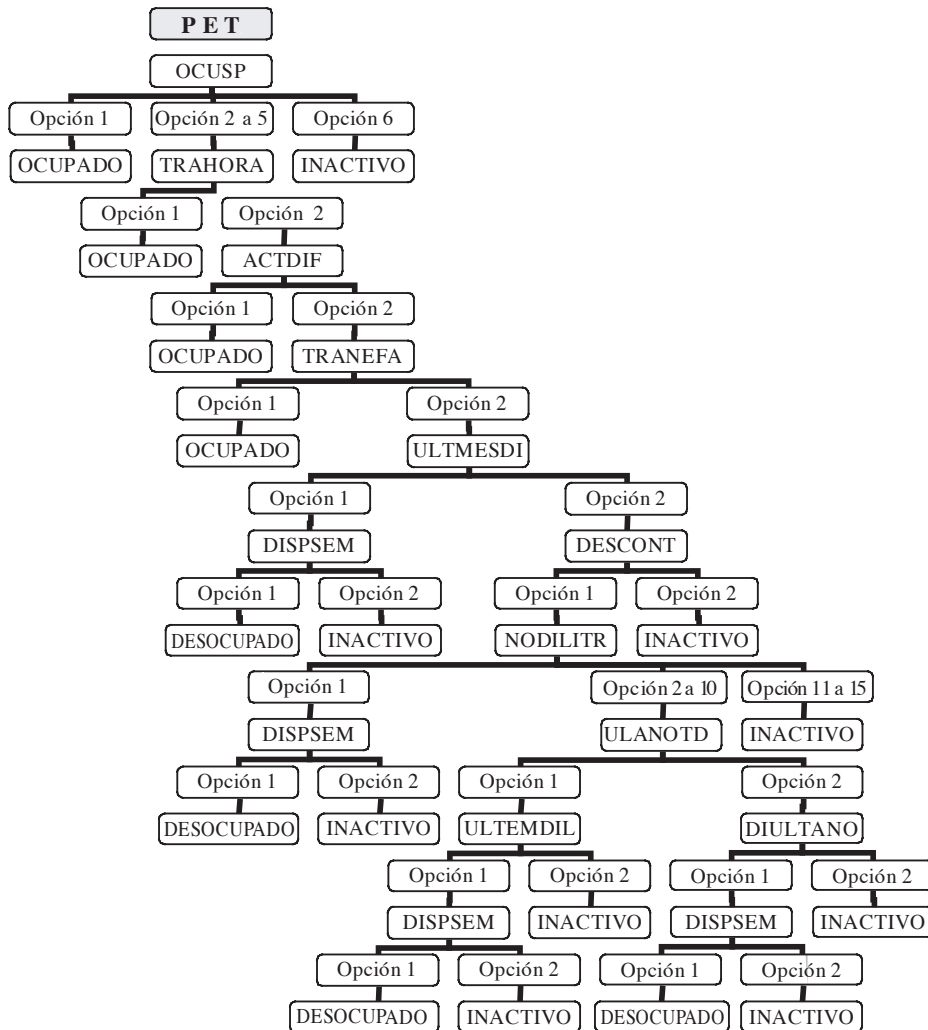 PET
OCUSP
Opción 1 Opción 2 a 5 Opción 6
OCUPADO TRAHORA INACTIVO
Opción 1 Opción 2
OCUPADO ACTDIF
Opción 1 Opción 2
OCUPADO TRANEFA
Opción 1 Opción 2
OCUPADO ULTMESDI
Opción 1 Opción 2
DISPSEM DESCONT
Opción 1 Opción 2 Opción 1 Opción 2
DESOCUPADO INACTIVO NODILITR INACTIVO
Opción 1 Opción 2 a 10 Opción 11 a 15
DISPSEM ULANOTD INACTIVO
Opción 1 Opción 2 Opción 1 Opción 2
DESOCUPADO INACTIVO ULTEMDIL DIULTANO
Opción 1 Opción 2 Opción 1 Opción 2
DISPSEM INACTIVO DISPSEM INACTIVO
Opción 1 Opción 2 Opción 1 Opción 2
DESOCUPADO INACTIVO DESOCUPADO INACTIVO